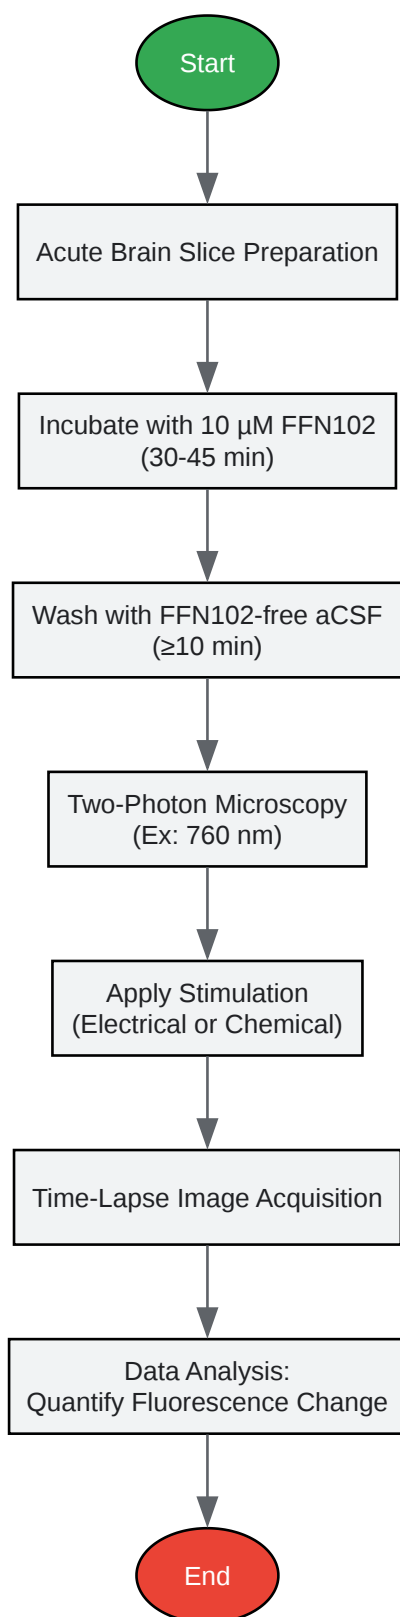 Start
Acute Brain Slice Preparation
Incubate with 10 µM FFN102
(30-45 min)
Wash with FFN102-free aCSF
(≥10 min)
Two-Photon Microscopy
(Ex: 760 nm)
Apply Stimulation
(Electrical or Chemical)
Time-Lapse Image Acquisition
Data Analysis:
Quantify Fluorescence Change
End